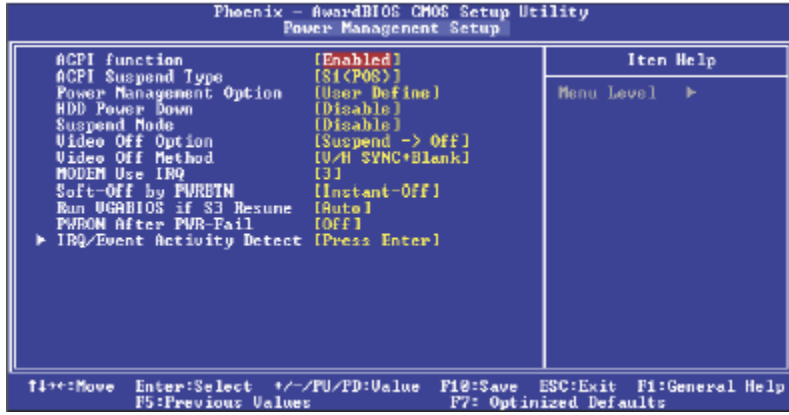 Phoenix - AwardBIOS CMOS Setup Utility
Power Management Setup
ACPI function [Enabled]
ACPI Suspend Type [S1(POS)]
Power Management Option [User Define]
HDD Power Down [Disable]
Suspend Mode [Disable]
Video Off Option [Suspend -> Off]
Video Off Method [V/H SYNC+Blank]
MODEM Use IRQ [3]
Soft-Off by PWRBTN [Instant-Off]
Run VGABIOS if S3 Resume [Auto]
PWRON After PWR-Fail [Off]
► IRQ/Event Activity Detect [Press Enter]
Item Help
Menu Level ►
↑↓→←:Move Enter:Select +/-/PU/PD:Value F10:Save ESC:Exit F1:General Help
F5:Previous Values F7: Optimized Defaults